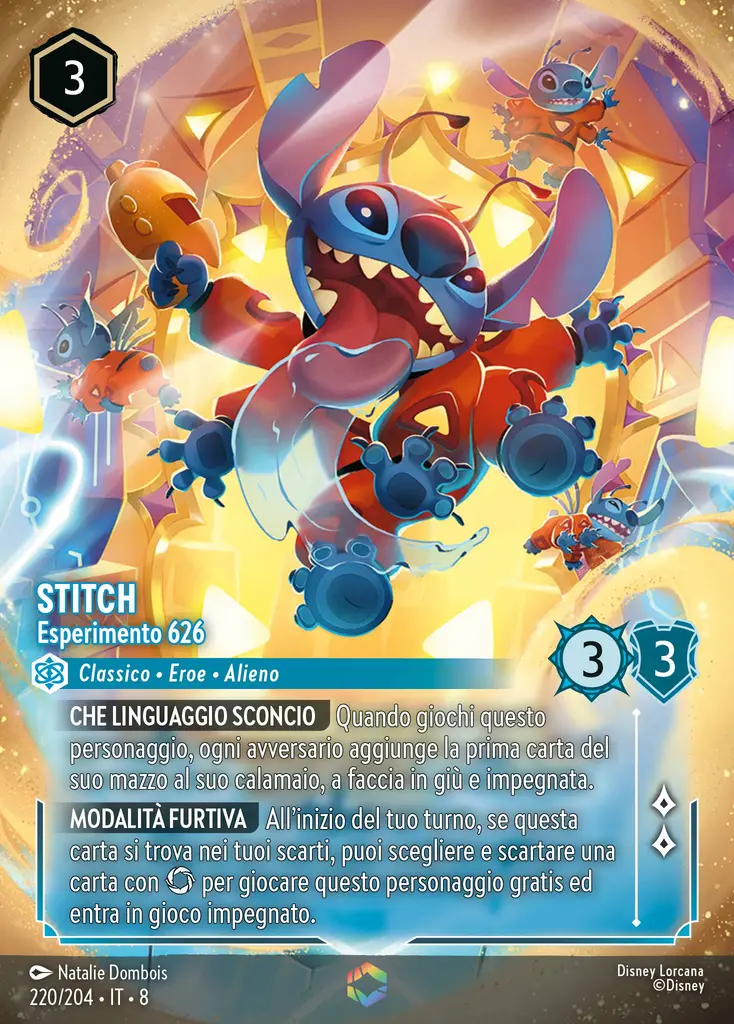 3
STITCH
Esperimento 626
Classico • Eroe • Alieno
3 3
CHE LINGUAGGIO SCONCIO Quando giochi questo
personaggio, ogni avversario aggiunge la prima carta del
suo mazzo al suo calamaio, a faccia in giù e impegnata.
MODALITÀ FURTIVA All'inizio del tuo turno, se questa
carta si trova nei tuoi scarti, puoi scegliere e scartare una
carta con per giocare questo personaggio gratis ed
entra in gioco impegnato.
Natalie Dombois
220/204 • IT • 8
Disney Lorcana
©Disney